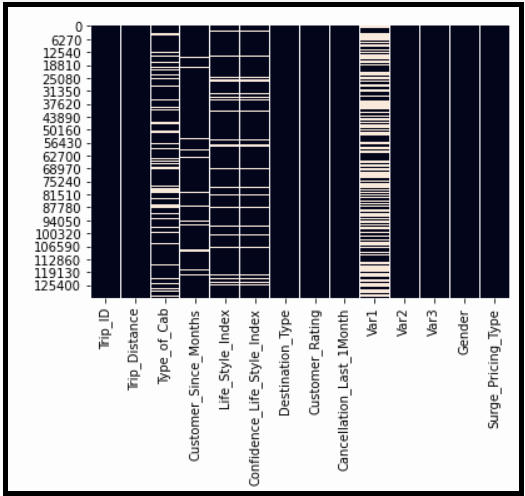 0
6270
12540
18810
25080
31350
37620
43890
50160
56430
62700
68970
75240
81510
87780
94050
100320
106590
112860
119130
125400
Trip_ID
Trip_Distance
Type_of_Cab
Customer_Since_Months
Life_Style_Index
Confidence_Life_Style_Index
Destination_Type
Customer_Rating
Cancellation_Last_1Month
Var1
Var2
Var3
Gender
Surge_Pricing_Type